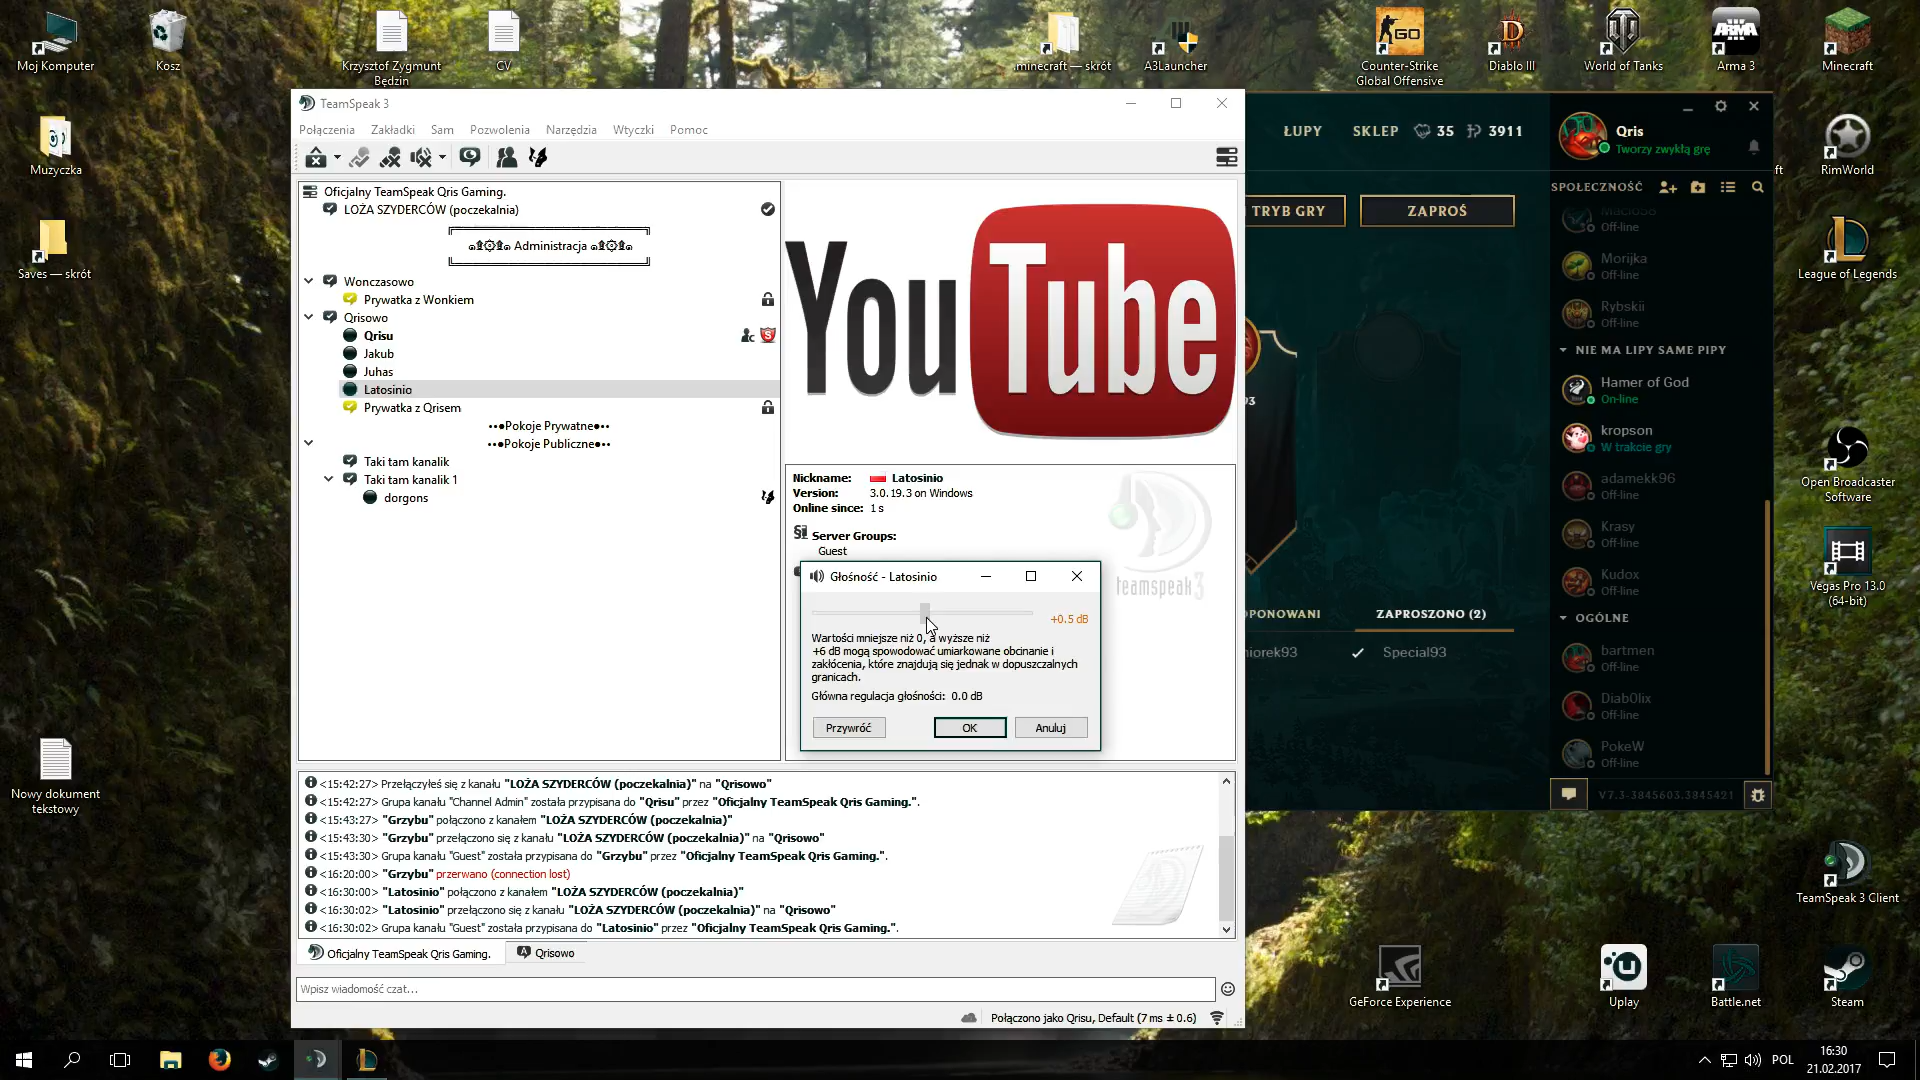 Moj Komputer
Kosz
Krzysztof Zygmunt
Będzin
CV
.minecraft — skrót
A3Launcher
Counter-Strike
Global Offensive
Diablo III
World of Tanks
Arma 3
Minecraft
Muzyczka
Saves — skrót
Nowy dokument
tekstowy
TeamSpeak 3
Połączenia Zakładki Sam Pozwolenia Narzędzia Wtyczki Pomoc
Oficjalny TeamSpeak Qris Gaming.
LOŻA SZYDERCÓW (poczekalnia)
Administracja
Wonczasowo
Prywatka z Wonkiem
Qrisowo
Qrisu
Jakub
Juhas
Latosinio
Prywatka z Qrisem
••●Pokoje Prywatne●••
••●Pokoje Publiczne●••
Taki tam kanalik
Taki tam kanalik 1
dorgons
YouTube
Nickname: Latosinio
Version: 3.0.19.3 on Windows
Online since: 1 s
Server Groups:
Guest
teamspeak3
Głośność - Latosinio
+0.5 dB
Wartości mniejsze niż 0, a wyższe niż
+6 dB mogą spowodować umiarkowane obcinanie i
zakłócenia, które znajdują się jednak w dopuszczalnych
granicach.
Główna regulacja głośności: 0.0 dB
Przywróć OK Anuluj
<15:42:27> Przełączyłeś się z kanału "LOŻA SZYDERCÓW (poczekalnia)" na "Qrisowo"
<15:42:27> Grupa kanału "Channel Admin" została przypisana do "Qrisu" przez "Oficjalny TeamSpeak Qris Gaming.".
<15:43:27> "Grzybu" połączono z kanałem "LOŻA SZYDERCÓW (poczekalnia)"
<15:43:30> "Grzybu" przełączono się z kanału "LOŻA SZYDERCÓW (poczekalnia)" na "Qrisowo"
<15:43:30> Grupa kanału "Guest" została przypisana do "Grzybu" przez "Oficjalny TeamSpeak Qris Gaming.".
<16:20:00> "Grzybu" przerwano (connection lost)
<16:30:00> "Latosinio" połączono z kanałem "LOŻA SZYDERCÓW (poczekalnia)"
<16:30:02> "Latosinio" przełączono się z kanału "LOŻA SZYDERCÓW (poczekalnia)" na "Qrisowo"
<16:30:02> Grupa kanału "Guest" została przypisana do "Latosinio" przez "Oficjalny TeamSpeak Qris Gaming.".
Oficjalny TeamSpeak Qris Gaming. Qrisowo
Wpisz wiadomość czat...
Połączono jako Qrisu, Default (7 ms ± 0.6)
ŁUPY SKLEP 35 3911
TRYB GRY ZAPROŚ
93
OPONOWANI ZAPROSZONO (2)
niorek93 Special93
Qris
Tworzy zwykłą grę
SPOŁECZNOŚĆ
Off-line
Morijka
Off-line
Rybskii
Off-line
NIE MA LIPY SAME PIPY
Hamer of God
On-line
kropson
W trakcie gry
adamekk96
Off-line
Krasy
Off-line
Kudox
Off-line
OGÓLNE
bartmen
Off-line
Diab0lix
Off-line
PokeW
Off-line
V7.3-3845603.3845421
ft
RimWorld
League of Legends
Open Broadcaster
Software
Vegas Pro 13.0
(64-bit)
TeamSpeak 3 Client
GeForce Experience
Uplay
Battle.net
Steam
POL
16:30
21.02.2017